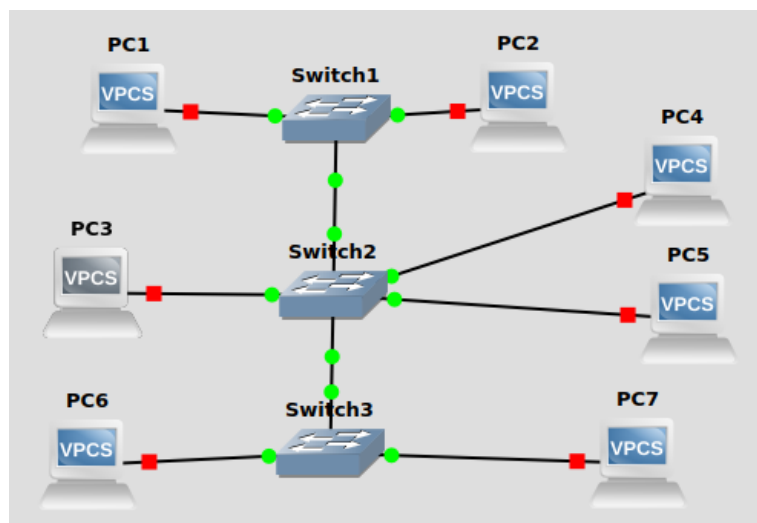 PC1
PC2
VPCS
Switch1
VPCS
PC4
VPCS
PC3
Switch2
PC5
VPCS
VPCS
PC6
Switch3
PC7
VPCS
VPCS